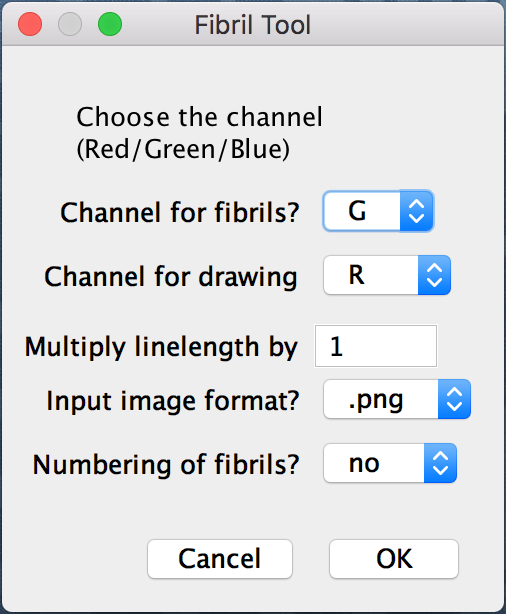 Fibril Tool
Choose the channel
(Red/Green/Blue)
Channel for fibrils? G
Channel for drawing R
Multiply linelength by 1
Input image format? .png
Numbering of fibrils? no
Cancel OK